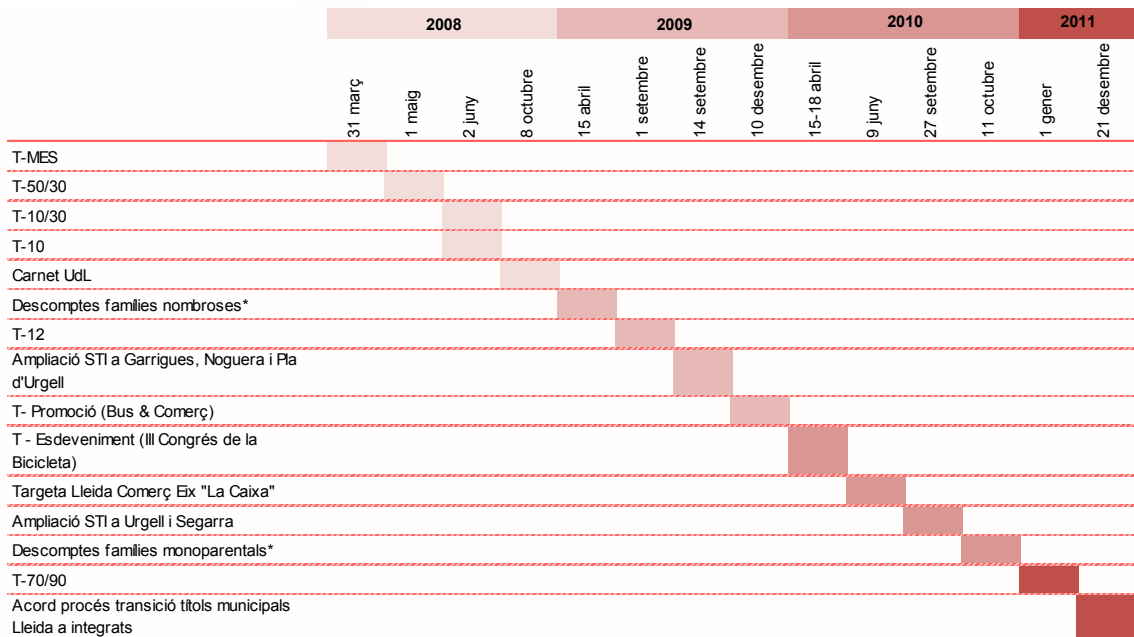 2008 2009 2010 2011
31 març 1 maig 2 juny 8 octubre 15 abril 1 setembre 14 setembre 10 desembre 15-18 abril 9 juny 27 setembre 11 octubre 1 gener 21 desembre
T-MES
T-50/30
T-10/30
T-10
Carnet UdL
Descomptes famílies nombroses*
T-12
Ampliació STI a Garrigues, Noguera i Pla
d'Urgell
T- Promoció (Bus & Comerç)
T - Esdeveniment (III Congrés de la
Bicicleta)
Targeta Lleida Comerç Eix "La Caixa"
Ampliació STI a Urgell i Segarra
Descomptes famílies monoparentals*
T-70/90
Acord procés transició títols municipals
Lleida a integrats